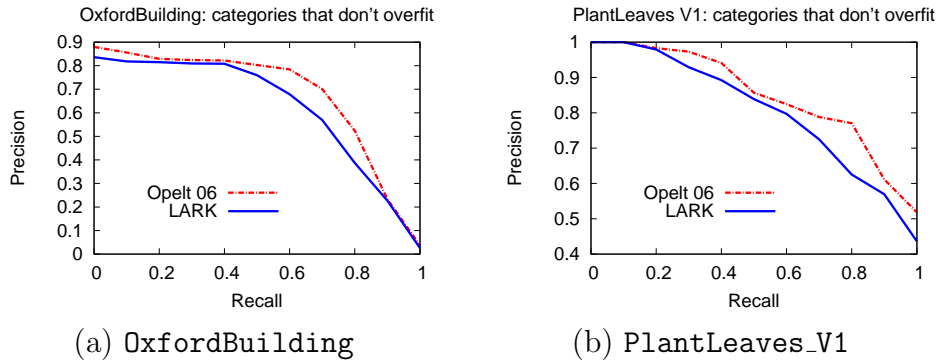 OxfordBuilding: categories that don't overfit
0.9
0.8
0.7
0.6
0.5
0.4
0.3
0.2
0.1
0
Precision
Opelt 06
LARK
0 0.2 0.4 0.6 0.8 1
Recall
(a) OxfordBuilding
PlantLeaves V1: categories that don't overfit
1
0.9
0.8
0.7
0.6
0.5
0.4
Precision
Opelt 06
LARK
0 0.2 0.4 0.6 0.8 1
Recall
(b) PlantLeaves_V1